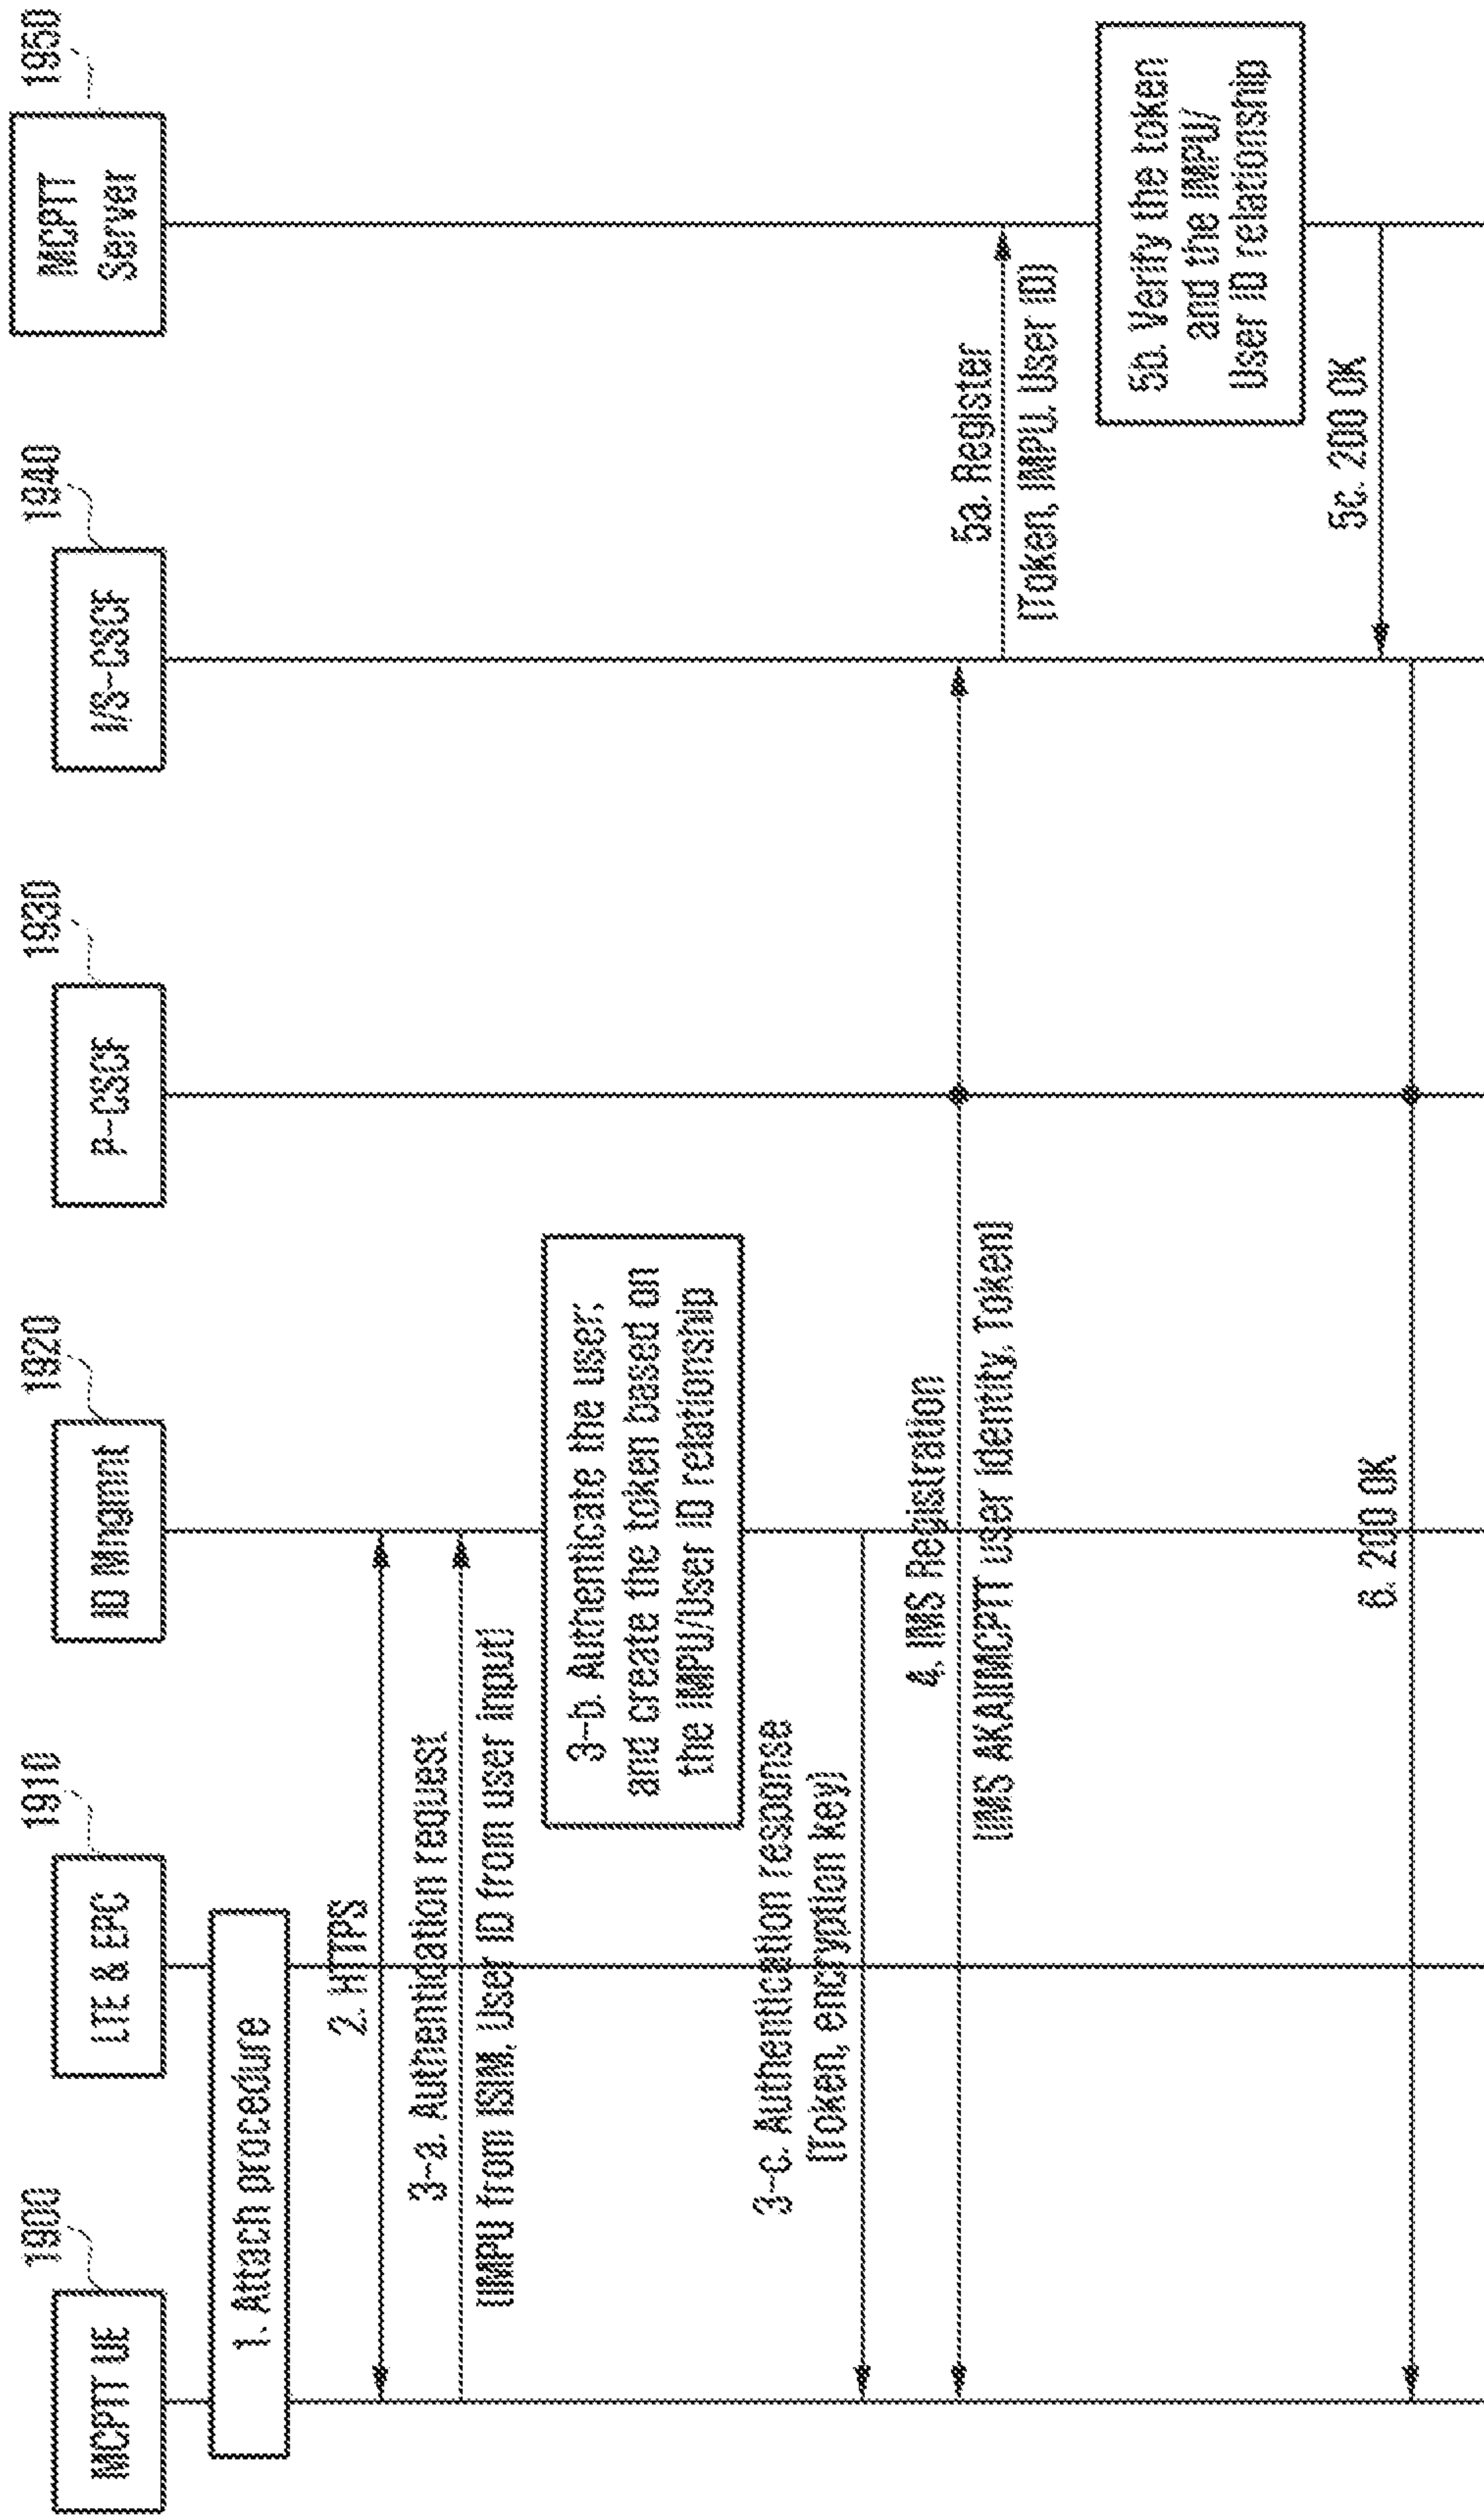 1900
1910
1920
1930
1940
1950
MCPTT UE
LTE & EPC
ID Mngmnt
P-CSCF
I/S-CSCF
MCPTT
Server
1. Attach procedure
2. HTTPS
3-a. Authentication request
(IMPU from ISIM, User ID from user input)
3-b. Authenticate the user,
and create the token based on
the IMPU/User ID relationship
3-c. Authentication response
(Token, encryption key)
4. IMS Registration
(IMS AKA)(MCPTT user identity, Token)
5a. Register
(Token, IMPU, User ID)
5b. Verify the token
and the IMPU/
User ID relationship
5c. 200 OK
6. 200 OK